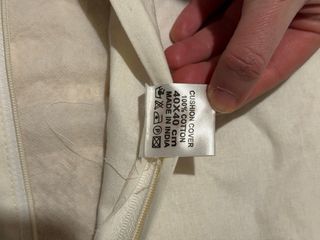 CUSHION COVER
100% COTTON
40X40 cm
MADE IN INDIA